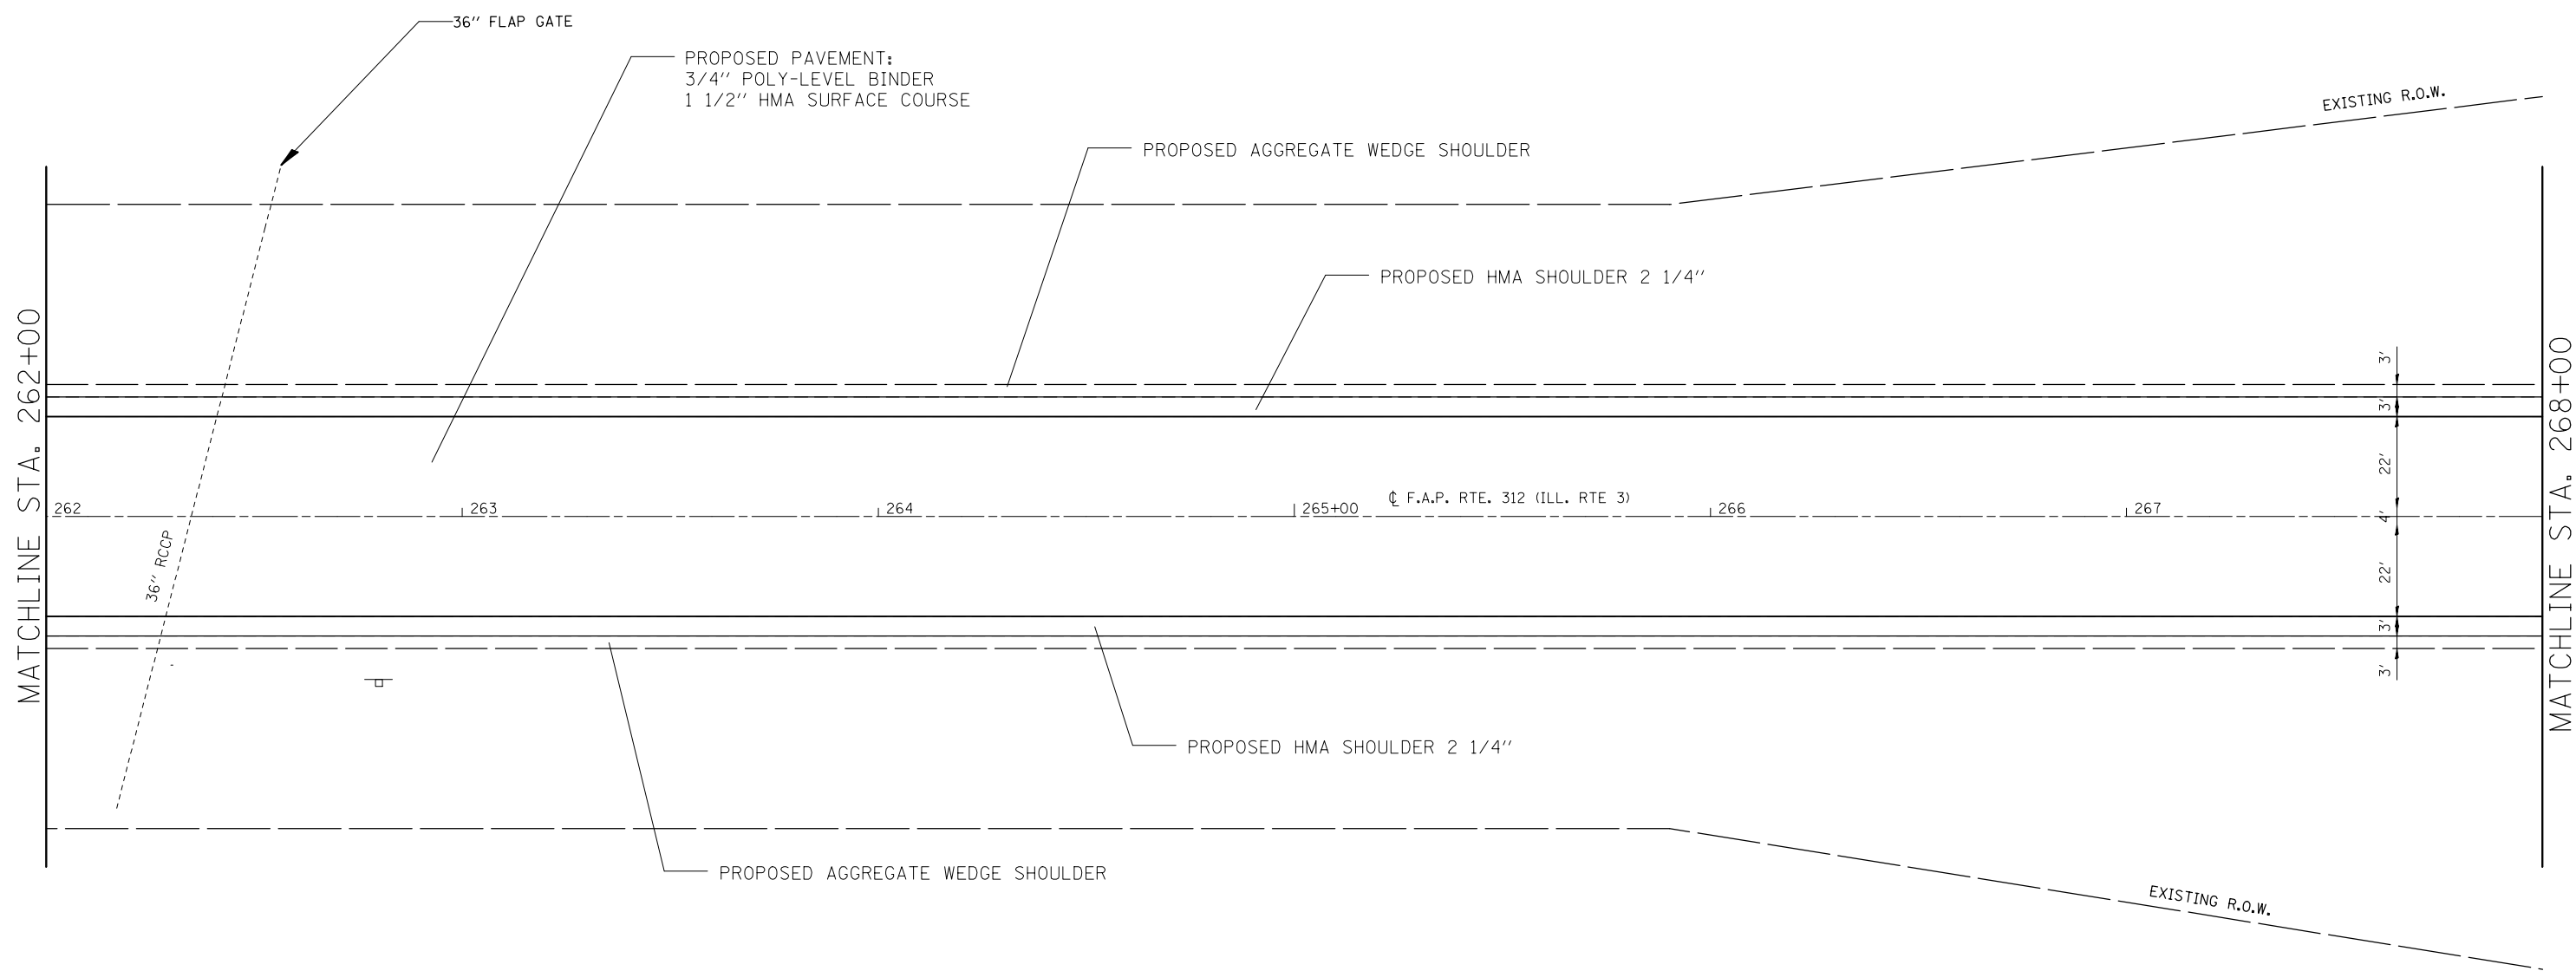 36″ FLAP GATE
PROPOSED PAVEMENT:
3/4″ POLY-LEVEL BINDER
1 1/2″ HMA SURFACE COURSE
EXISTING R.O.W.
PROPOSED AGGREGATE WEDGE SHOULDER
PROPOSED HMA SHOULDER 2 1/4″
MATCHLINE STA. 262+00
MATCHLINE STA. 268+00
3′
3′
22′
4′
22′
3′
3′
℄ F.A.P. RTE. 312 (ILL. RTE 3)
262
263
264
265+00
266
267
36″ RCCP
PROPOSED HMA SHOULDER 2 1/4″
PROPOSED AGGREGATE WEDGE SHOULDER
EXISTING R.O.W.